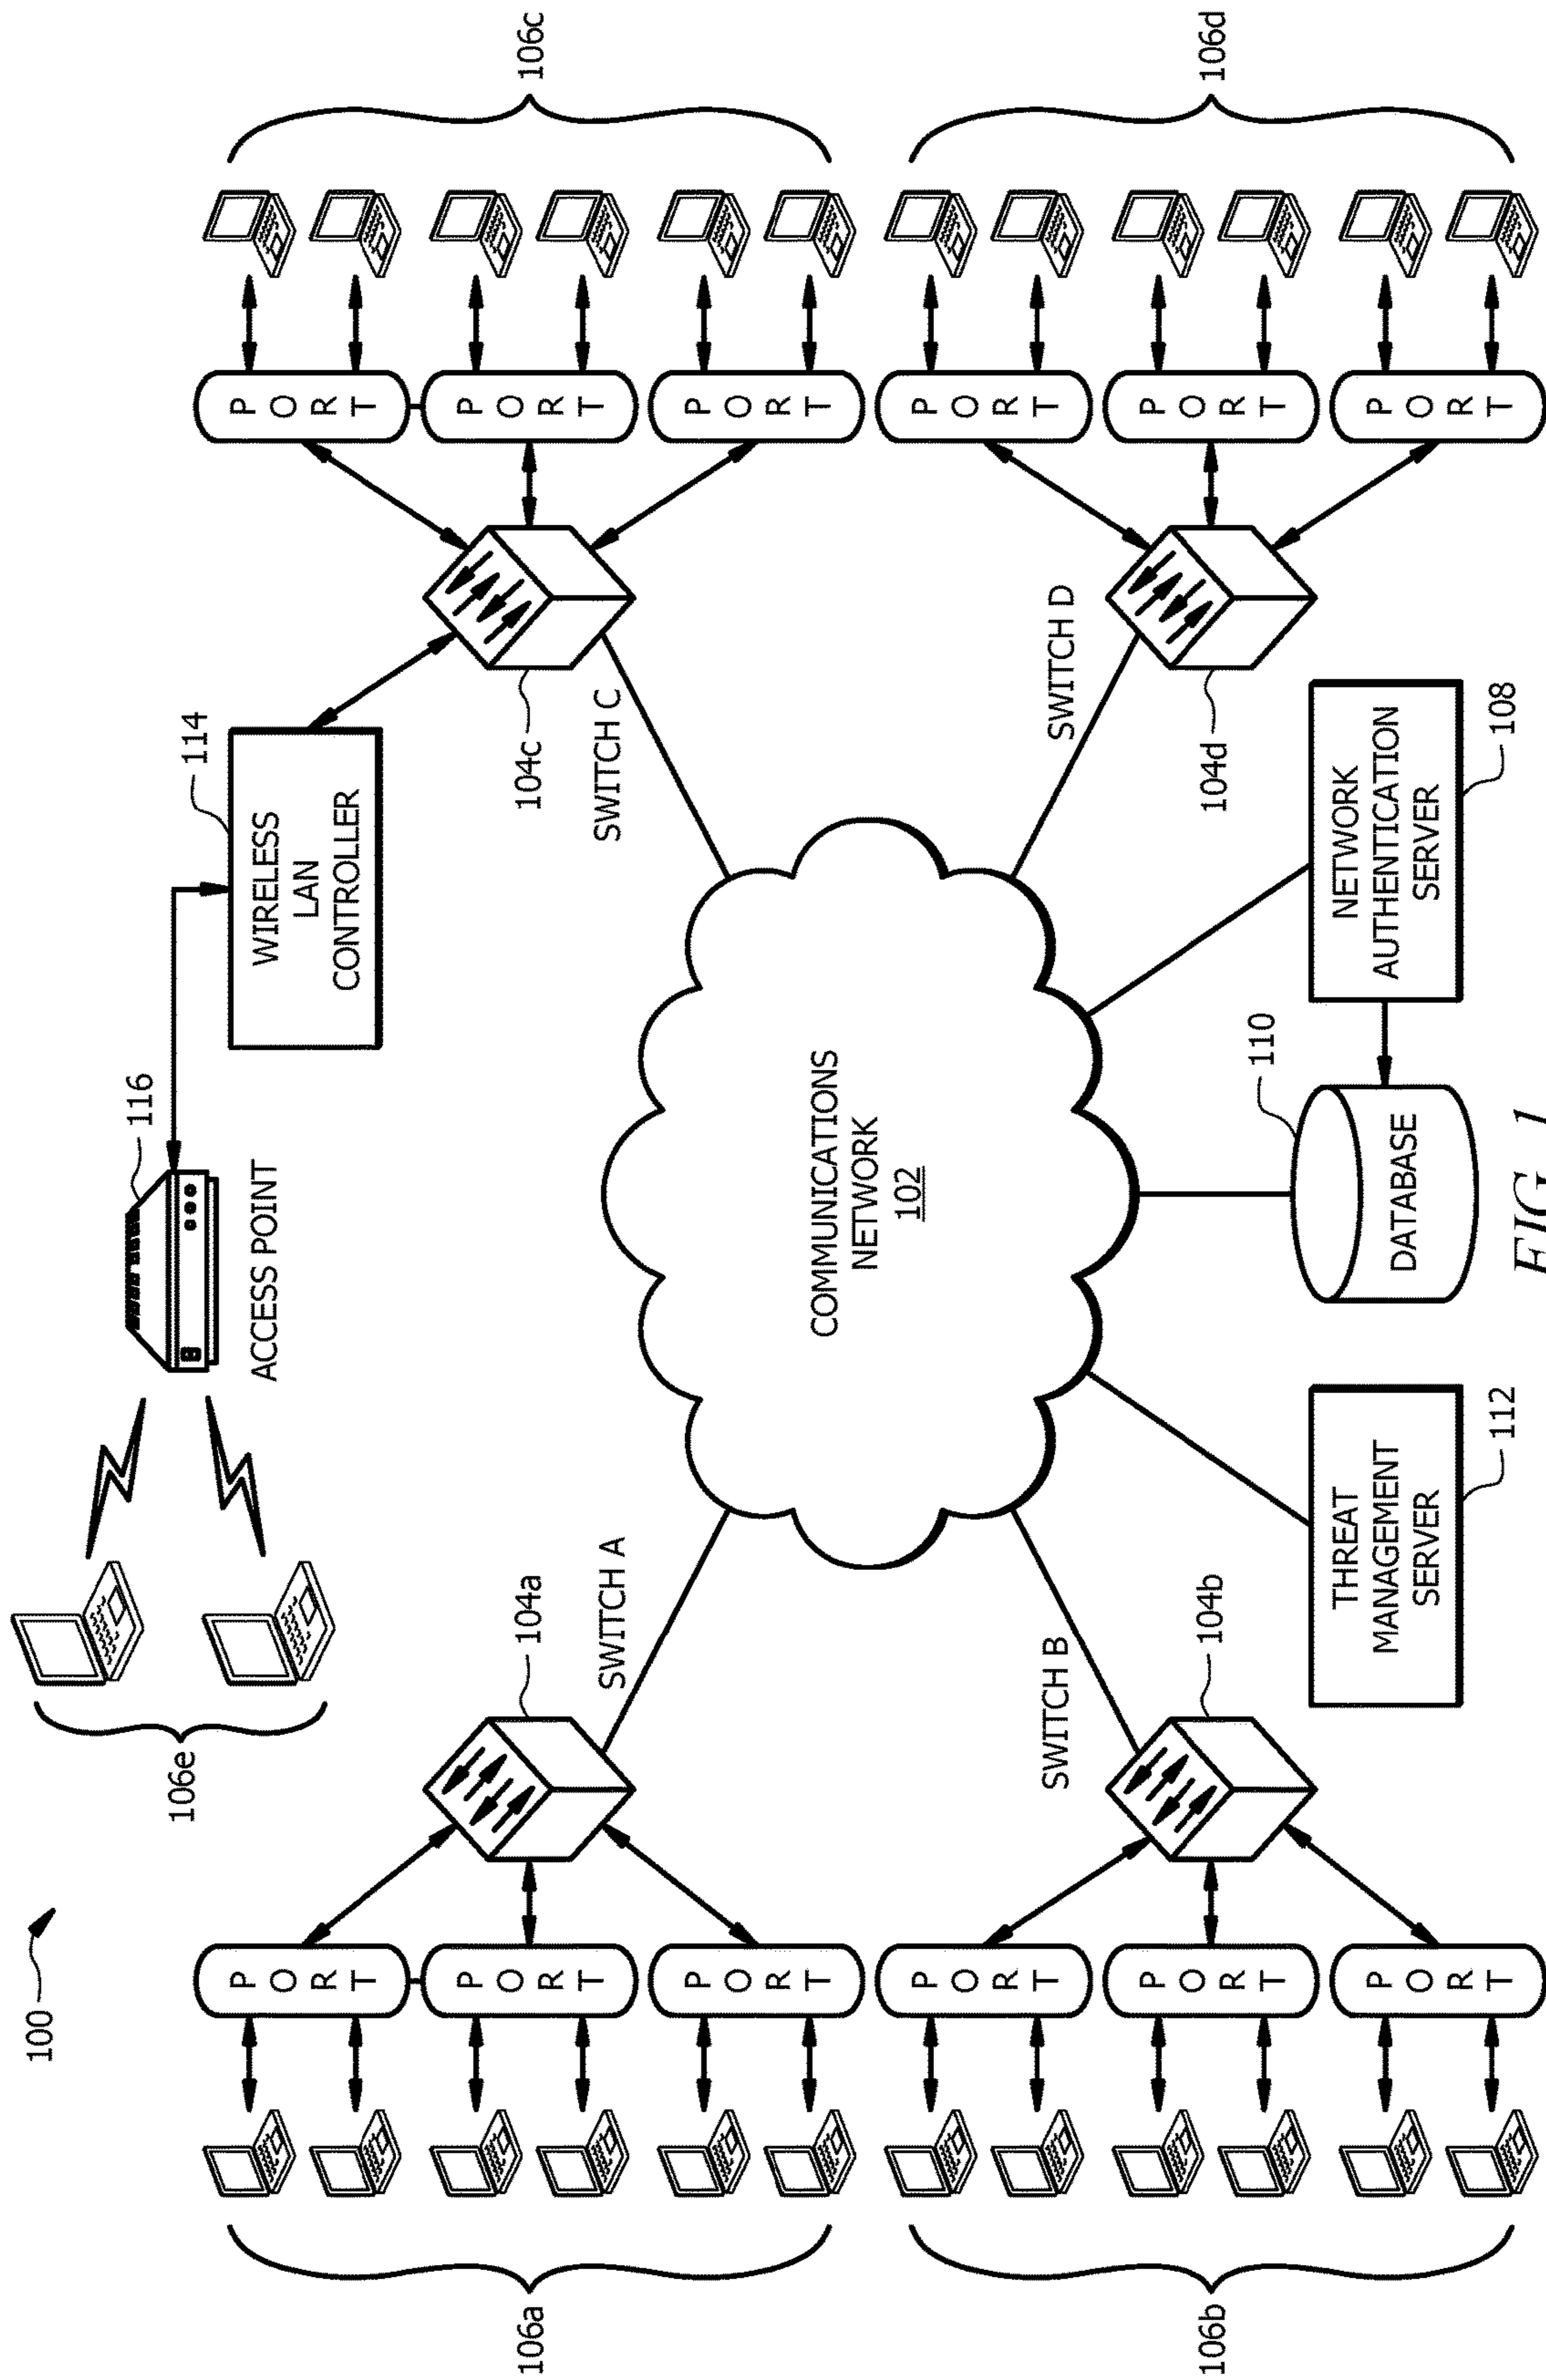 100
106e
116
ACCESS POINT
114
WIRELESS
LAN
CONTROLLER
106a
PORT
PORT
PORT
104a
SWITCH A
104c
SWITCH C
PORT
PORT
PORT
106c
COMMUNICATIONS
NETWORK
102
106b
PORT
PORT
PORT
104b
SWITCH B
104d
SWITCH D
PORT
PORT
PORT
106d
THREAT
MANAGEMENT
SERVER
112
110
DATABASE
NETWORK
AUTHENTICATION
SERVER
108
FIG. 1